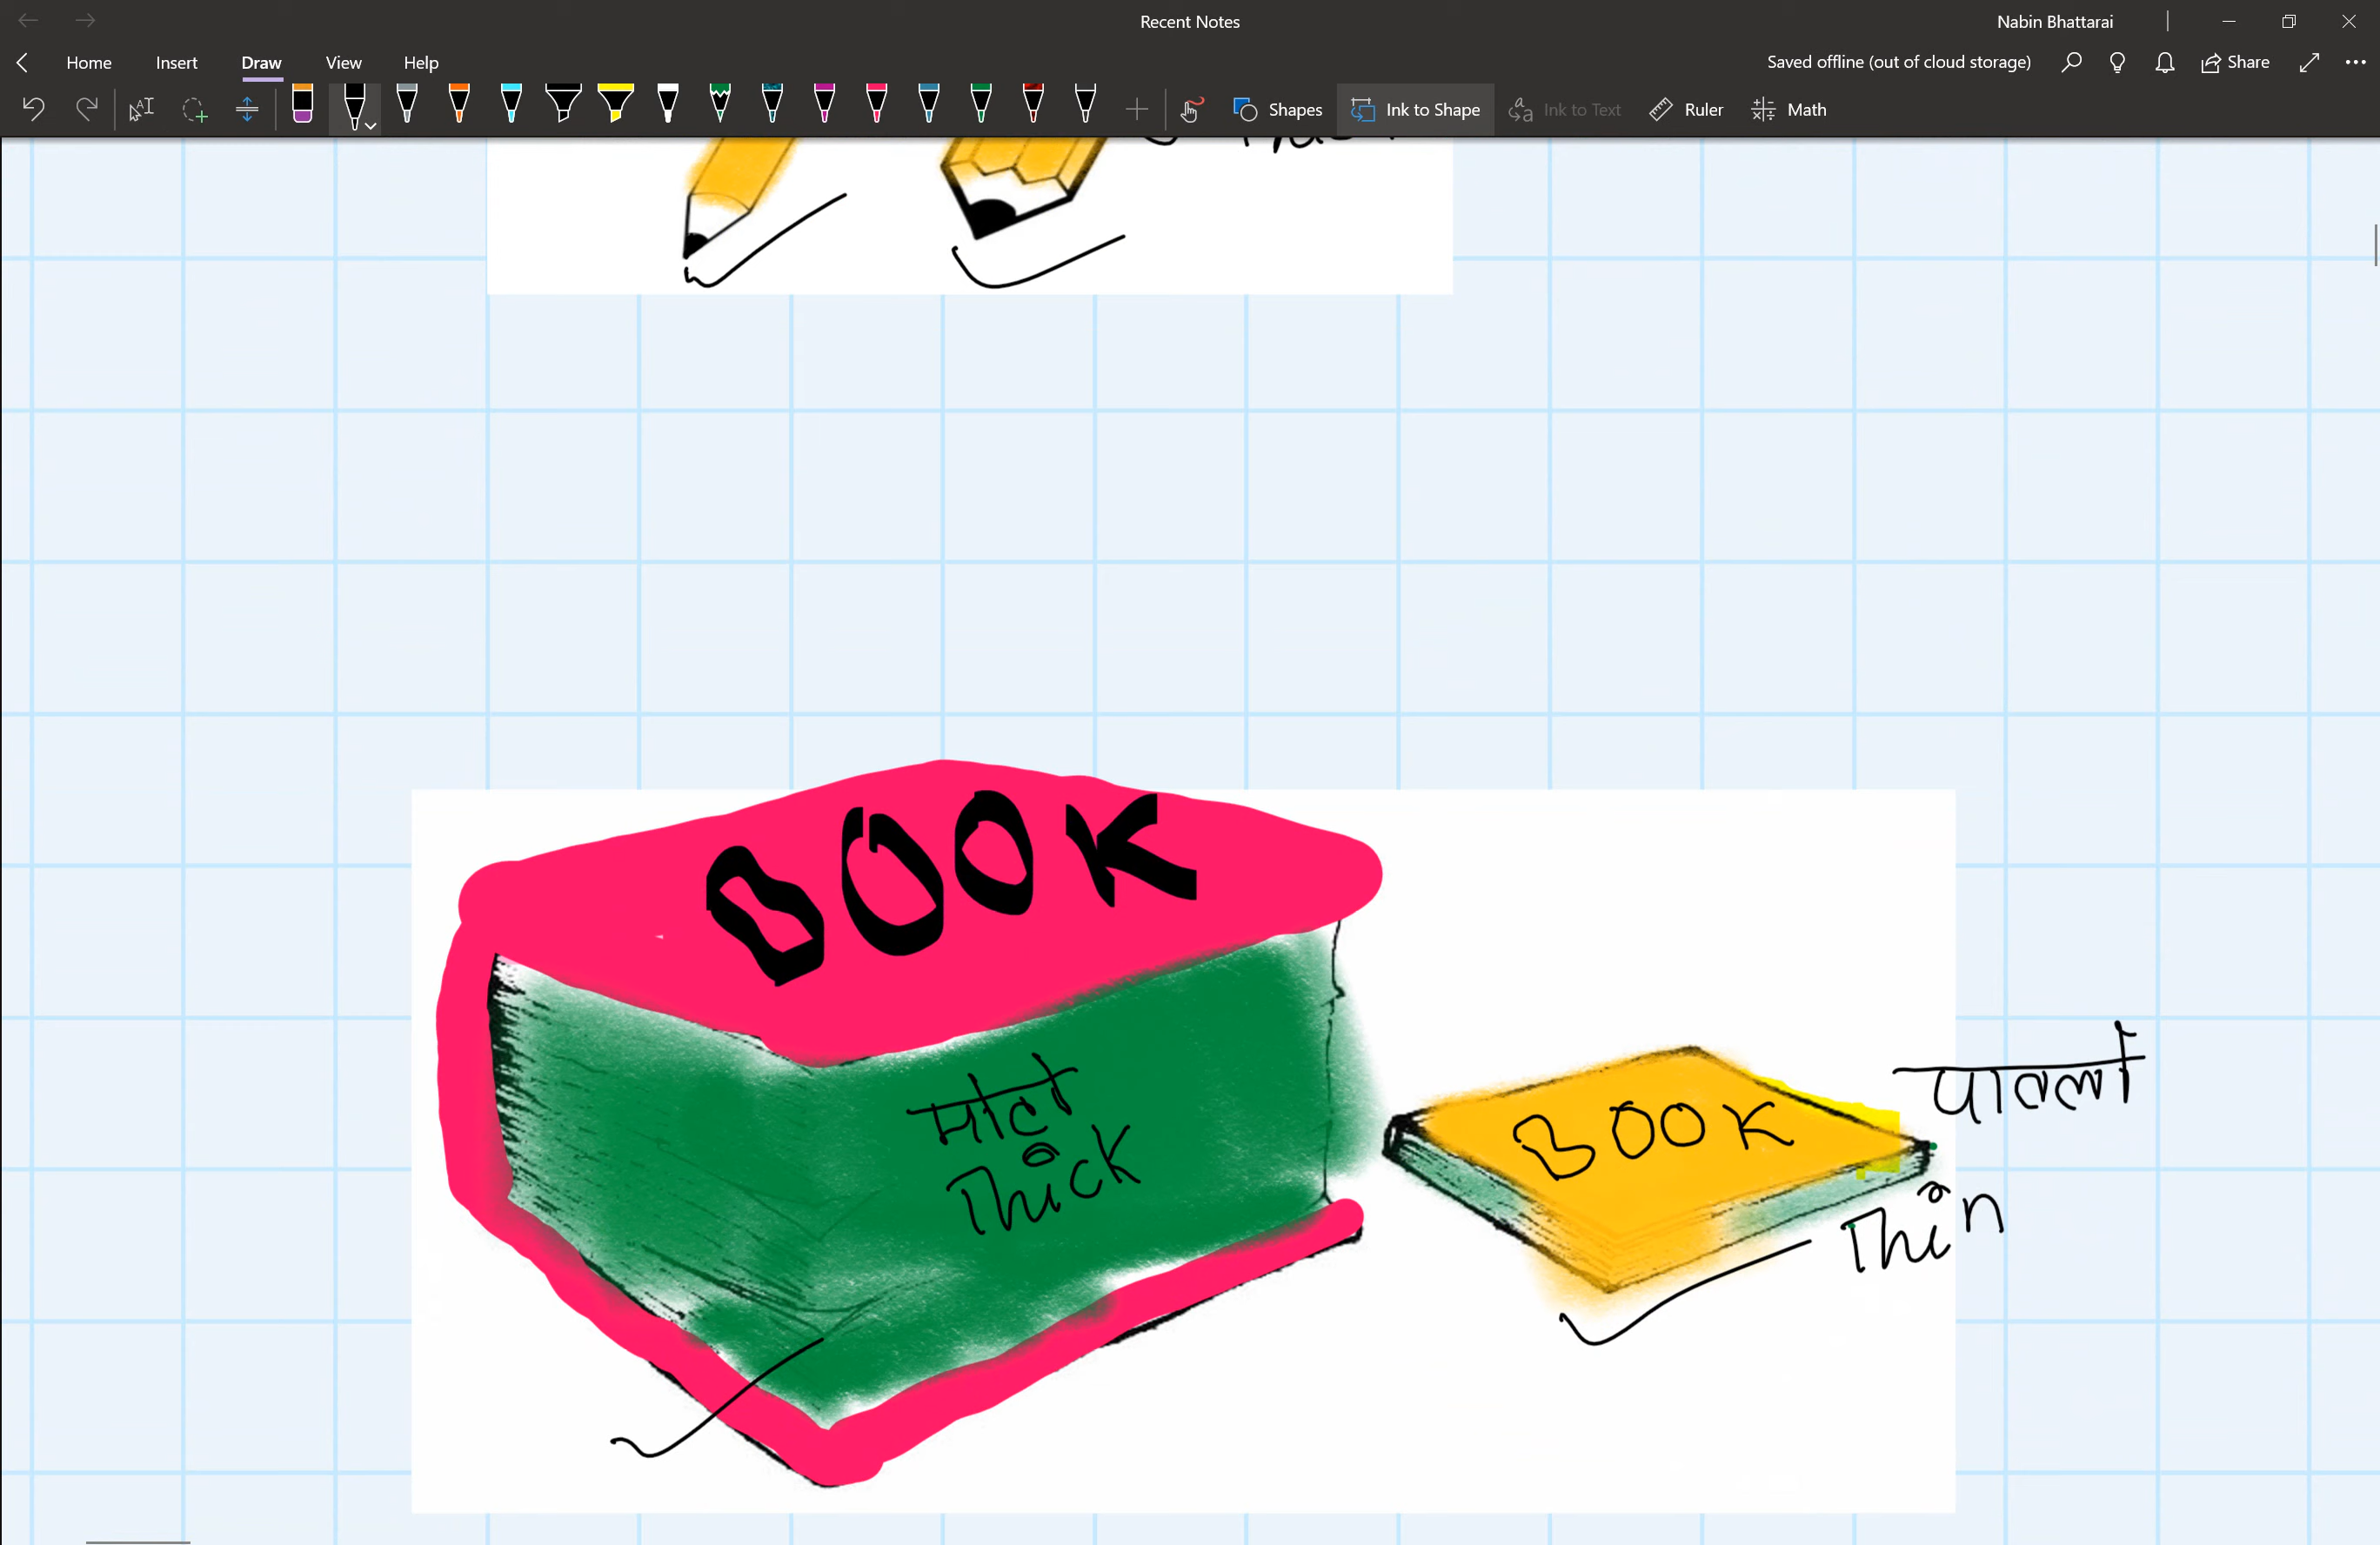 Recent Notes
Nabin Bhattarai
Home Insert Draw View Help
Saved offline (out of cloud storage)
Share
Shapes
Ink to Shape
Ink to Text
Ruler
Math
BOOK
मोटो
Thick
BOOK
पातलो
Thin